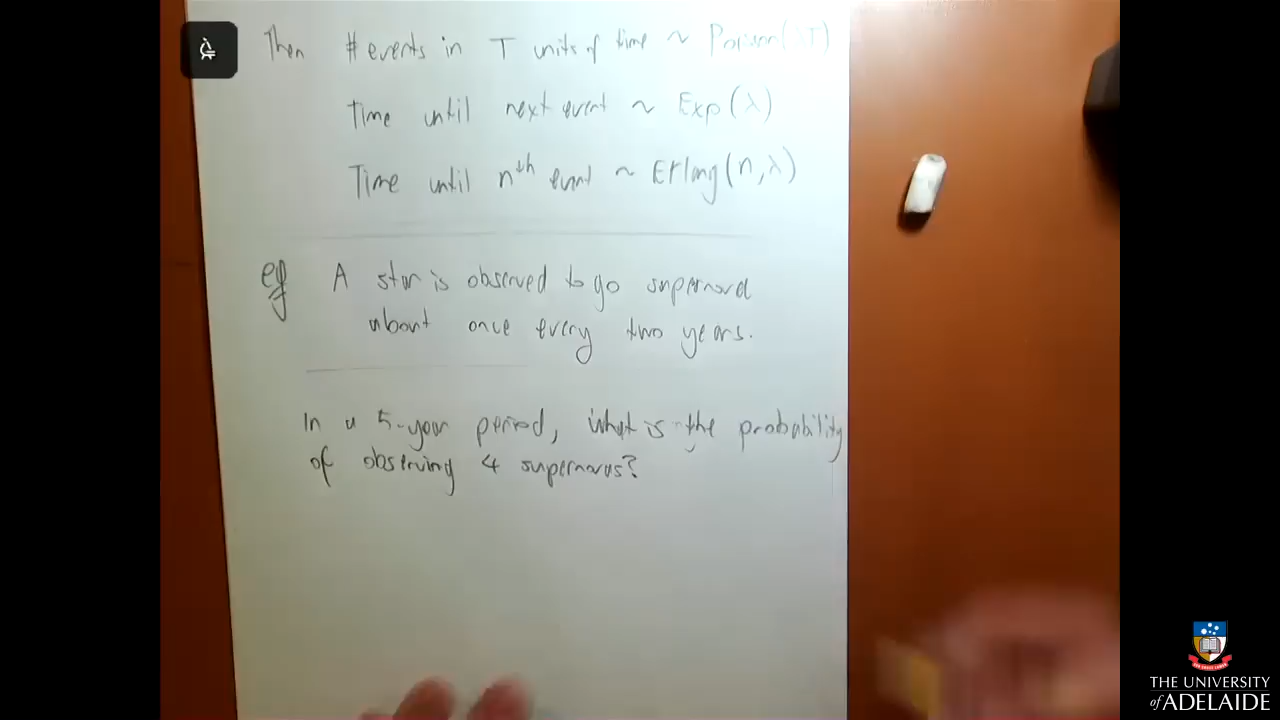 Then # events in T units of time ~ Poisson(λT)
Time until next event ~ Exp(λ)
Time until nth event ~ Erlang(n,λ)
eg A star is observed to go supernova
about once every two years.
In a 5-year period, what is the probability
of observing 4 supernovas?
THE UNIVERSITY
of ADELAIDE